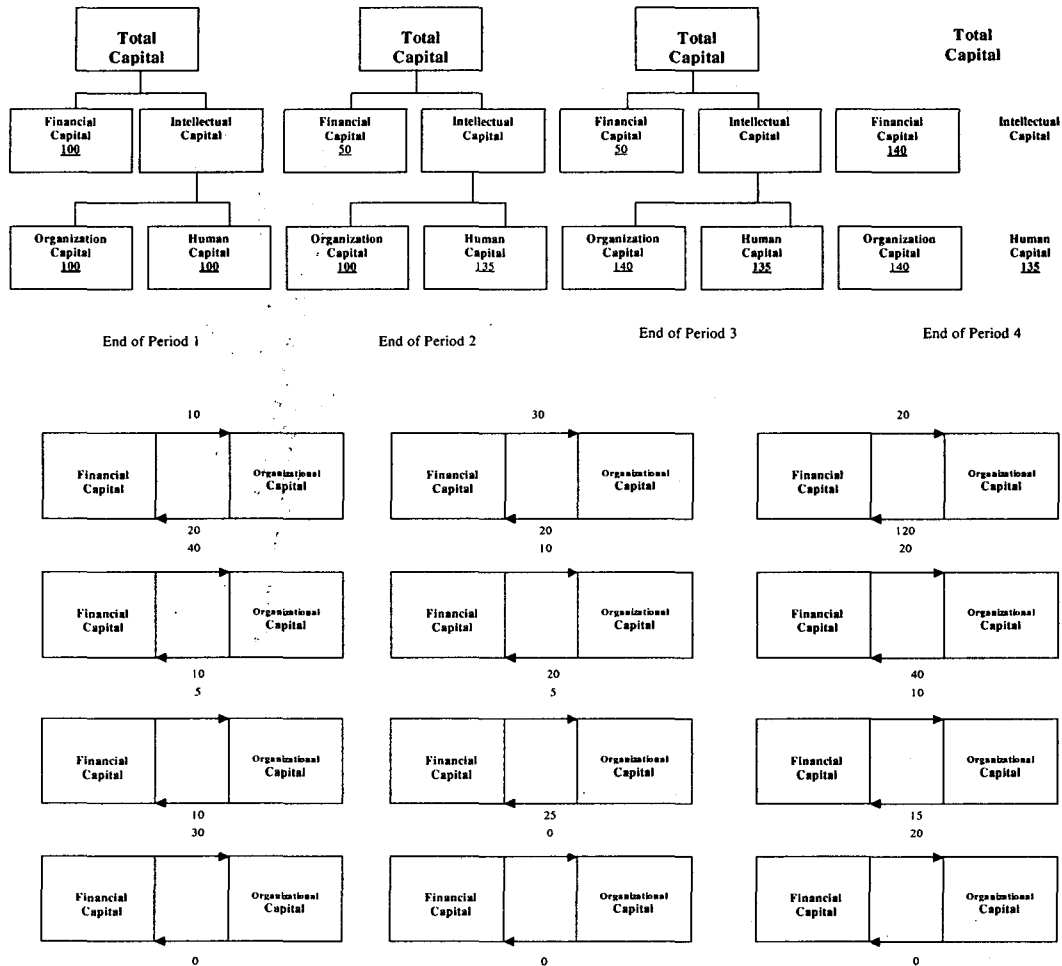 Total
Capital
Total
Capital
Total
Capital
Total
Capital
Financial
Capital
100
Intellectual
Capital
Financial
Capital
50
Intellectual
Capital
Financial
Capital
50
Intellectual
Capital
Financial
Capital
140
Intellectual
Capital
Organization
Capital
100
Human
Capital
100
Organization
Capital
100
Human
Capital
135
Organization
Capital
140
Human
Capital
135
Organization
Capital
140
Human
Capital
135
End of Period 1
End of Period 2
End of Period 3
End of Period 4
10
30
20
Financial
Capital
Organizational
Capital
Financial
Capital
Organizational
Capital
Financial
Capital
Organizational
Capital
20
20
120
40
10
20
Financial
Capital
Organizational
Capital
Financial
Capital
Organizational
Capital
Financial
Capital
Organizational
Capital
10
20
40
5
5
10
Financial
Capital
Organizational
Capital
Financial
Capital
Organizational
Capital
Financial
Capital
Organizational
Capital
10
25
15
30
0
20
Financial
Capital
Organizational
Capital
Financial
Capital
Organizational
Capital
Financial
Capital
Organizational
Capital
0
0
0